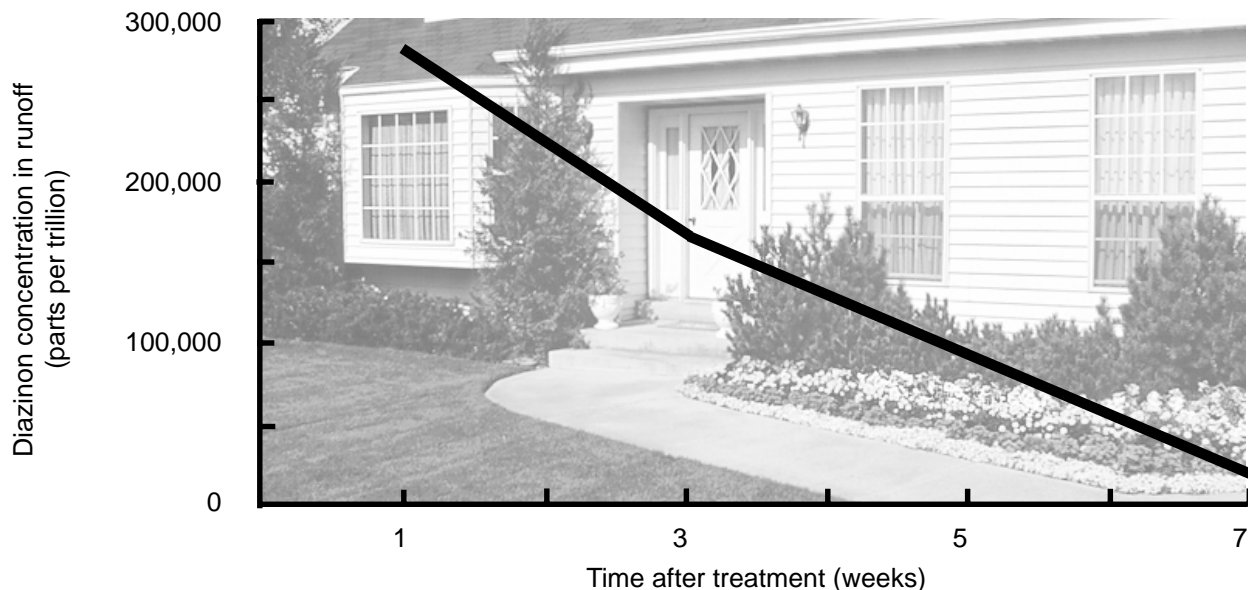 Diazinon concentration in runoff
(parts per trillion)
300,000
200,000
100,000
0
1 3 5 7
Time after treatment (weeks)